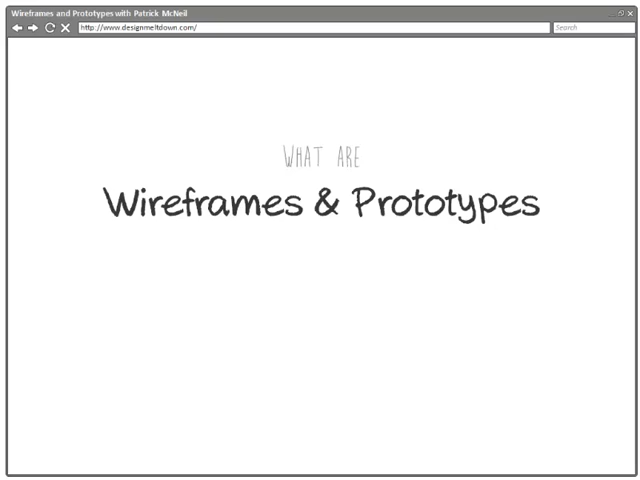 Wireframes and Prototypes with Patrick McNeil
http://www.designmeltdown.com/
Search
WHAT ARE
Wireframes & Prototypes